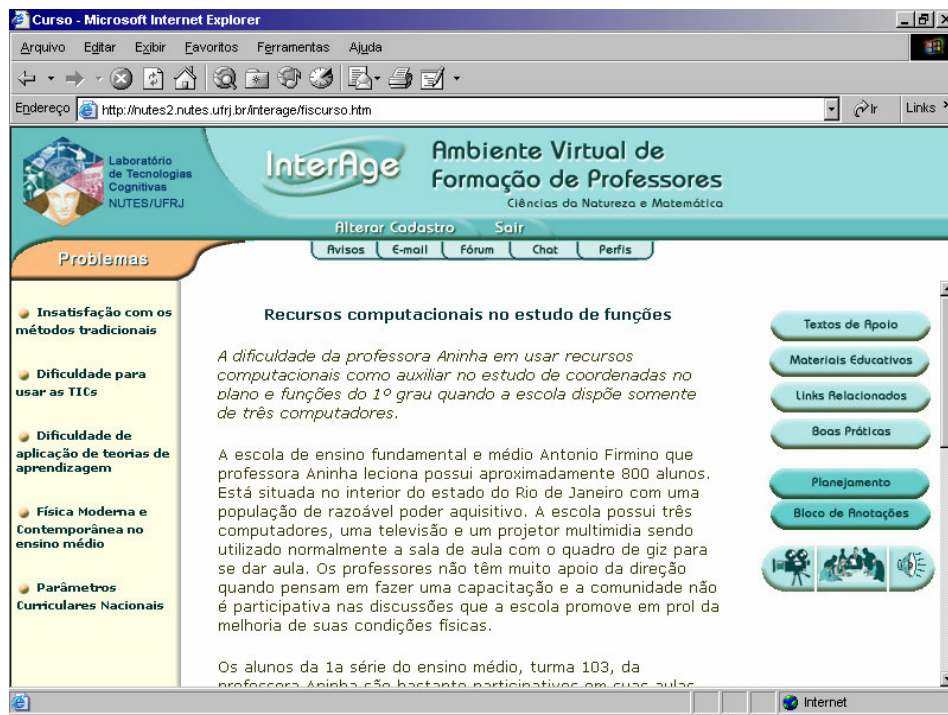 Curso - Microsoft Internet Explorer
Arquivo Editar Exibir Favoritos Ferramentas Ajuda
Endereço http://nutes2.nutes.ufrj.br/interage/fiscurso.htm Ir Links
Laboratório
de Tecnologias
Cognitivas
NUTES/UFRJ
InterAge
Ambiente Virtual de
Formação de Professores
Ciências da Natureza e Matemática
Alterar Cadastro Sair
Avisos E-mail Fórum Chat Perfis
Problemas
Insatisfação com os
métodos tradicionais
Dificuldade para
usar as TICs
Dificuldade de
aplicação de teorias de
aprendizagem
Física Moderna e
Contemporânea no
ensino médio
Parâmetros
Curriculares Nacionais
Recursos computacionais no estudo de funções
A dificuldade da professora Aninha em usar recursos
computacionais como auxiliar no estudo de coordenadas no
plano e funções do 1º grau quando a escola dispõe somente
de três computadores.
A escola de ensino fundamental e médio Antonio Firmino que
professora Aninha leciona possui aproximadamente 800 alunos.
Está situada no interior do estado do Rio de Janeiro com uma
população de razoável poder aquisitivo. A escola possui três
computadores, uma televisão e um projetor multimidia sendo
utilizado normalmente a sala de aula com o quadro de giz para
se dar aula. Os professores não têm muito apoio da direção
quando pensam em fazer uma capacitação e a comunidade não
é participativa nas discussões que a escola promove em prol da
melhoria de suas condições físicas.
Os alunos da 1a série do ensino médio, turma 103, da
professora Aninha são bastante participativos em suas aulas
Textos de Apoio
Materiais Educativos
Links Relacionados
Boas Práticas
Planejamento
Bloco de Anotações
Internet